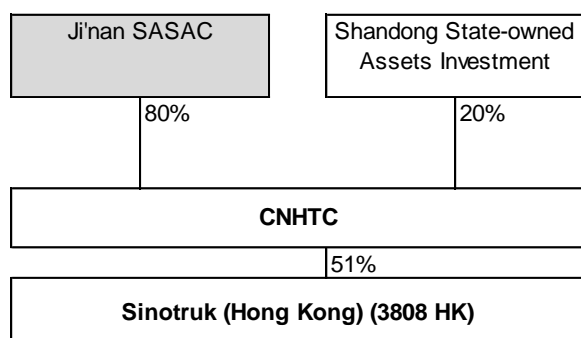 Ji'nan SASAC
Shandong State-owned
Assets Investment
80%
20%
CNHTC
51%
Sinotruk (Hong Kong) (3808 HK)